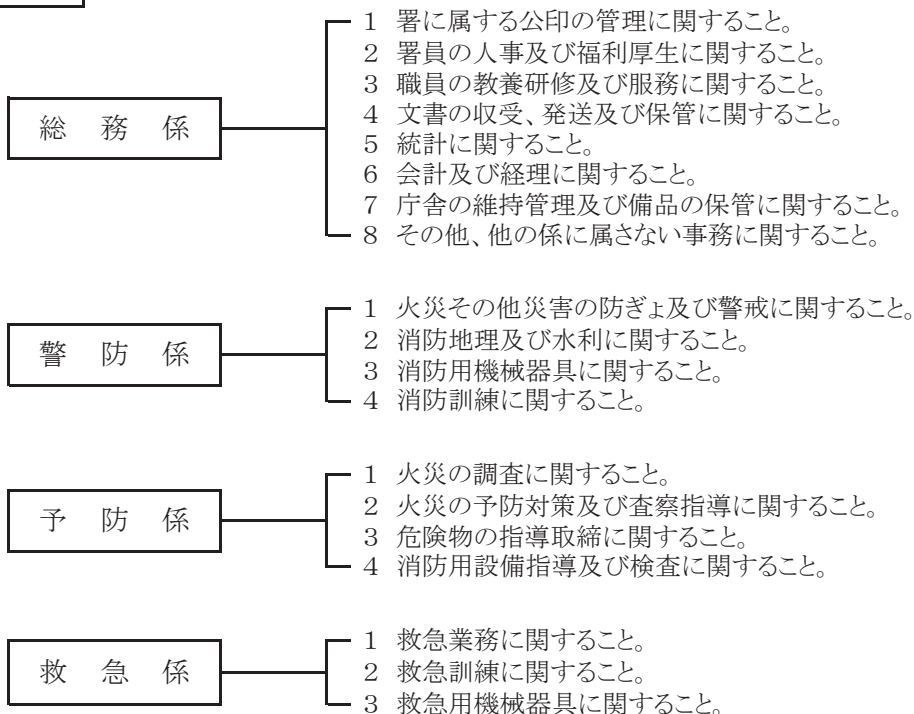 総務係
1 署に属する公印の管理に関すること。
2 署員の人事及び福利厚生に関すること。
3 職員の教養研修及び服務に関すること。
4 文書の収受、発送及び保管に関すること。
5 統計に関すること。
6 会計及び経理に関すること。
7 庁舎の維持管理及び備品の保管に関すること。
8 その他、他の係に属さない事務に関すること。
警防係
1 火災その他災害の防ぎょ及び警戒に関すること。
2 消防地理及び水利に関すること。
3 消防用機械器具に関すること。
4 消防訓練に関すること。
予防係
1 火災の調査に関すること。
2 火災の予防対策及び査察指導に関すること。
3 危険物の指導取締に関すること。
4 消防用設備指導及び検査に関すること。
救急係
1 救急業務に関すること。
2 救急訓練に関すること。
3 救急用機械器具に関すること。